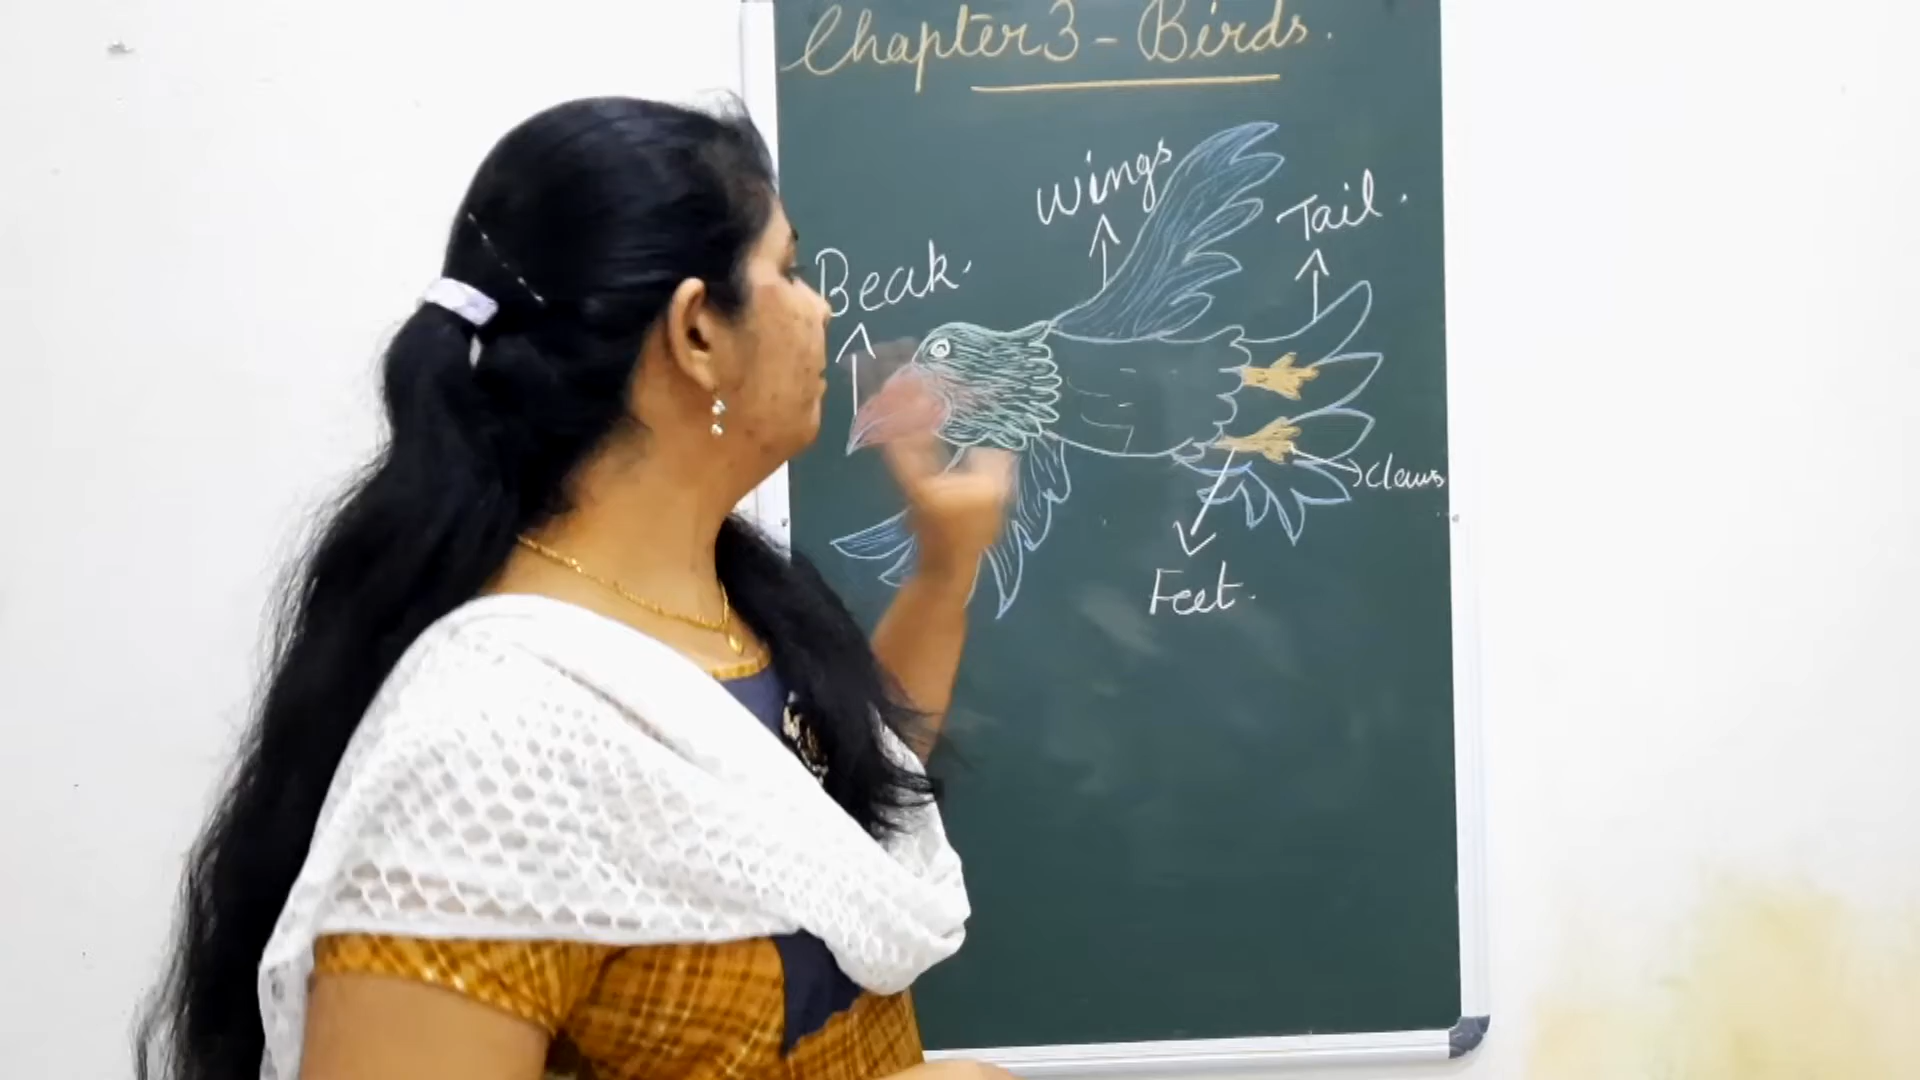 Chapter 3 - Birds.
Wings
Tail.
Beak.
Claws
Feet.